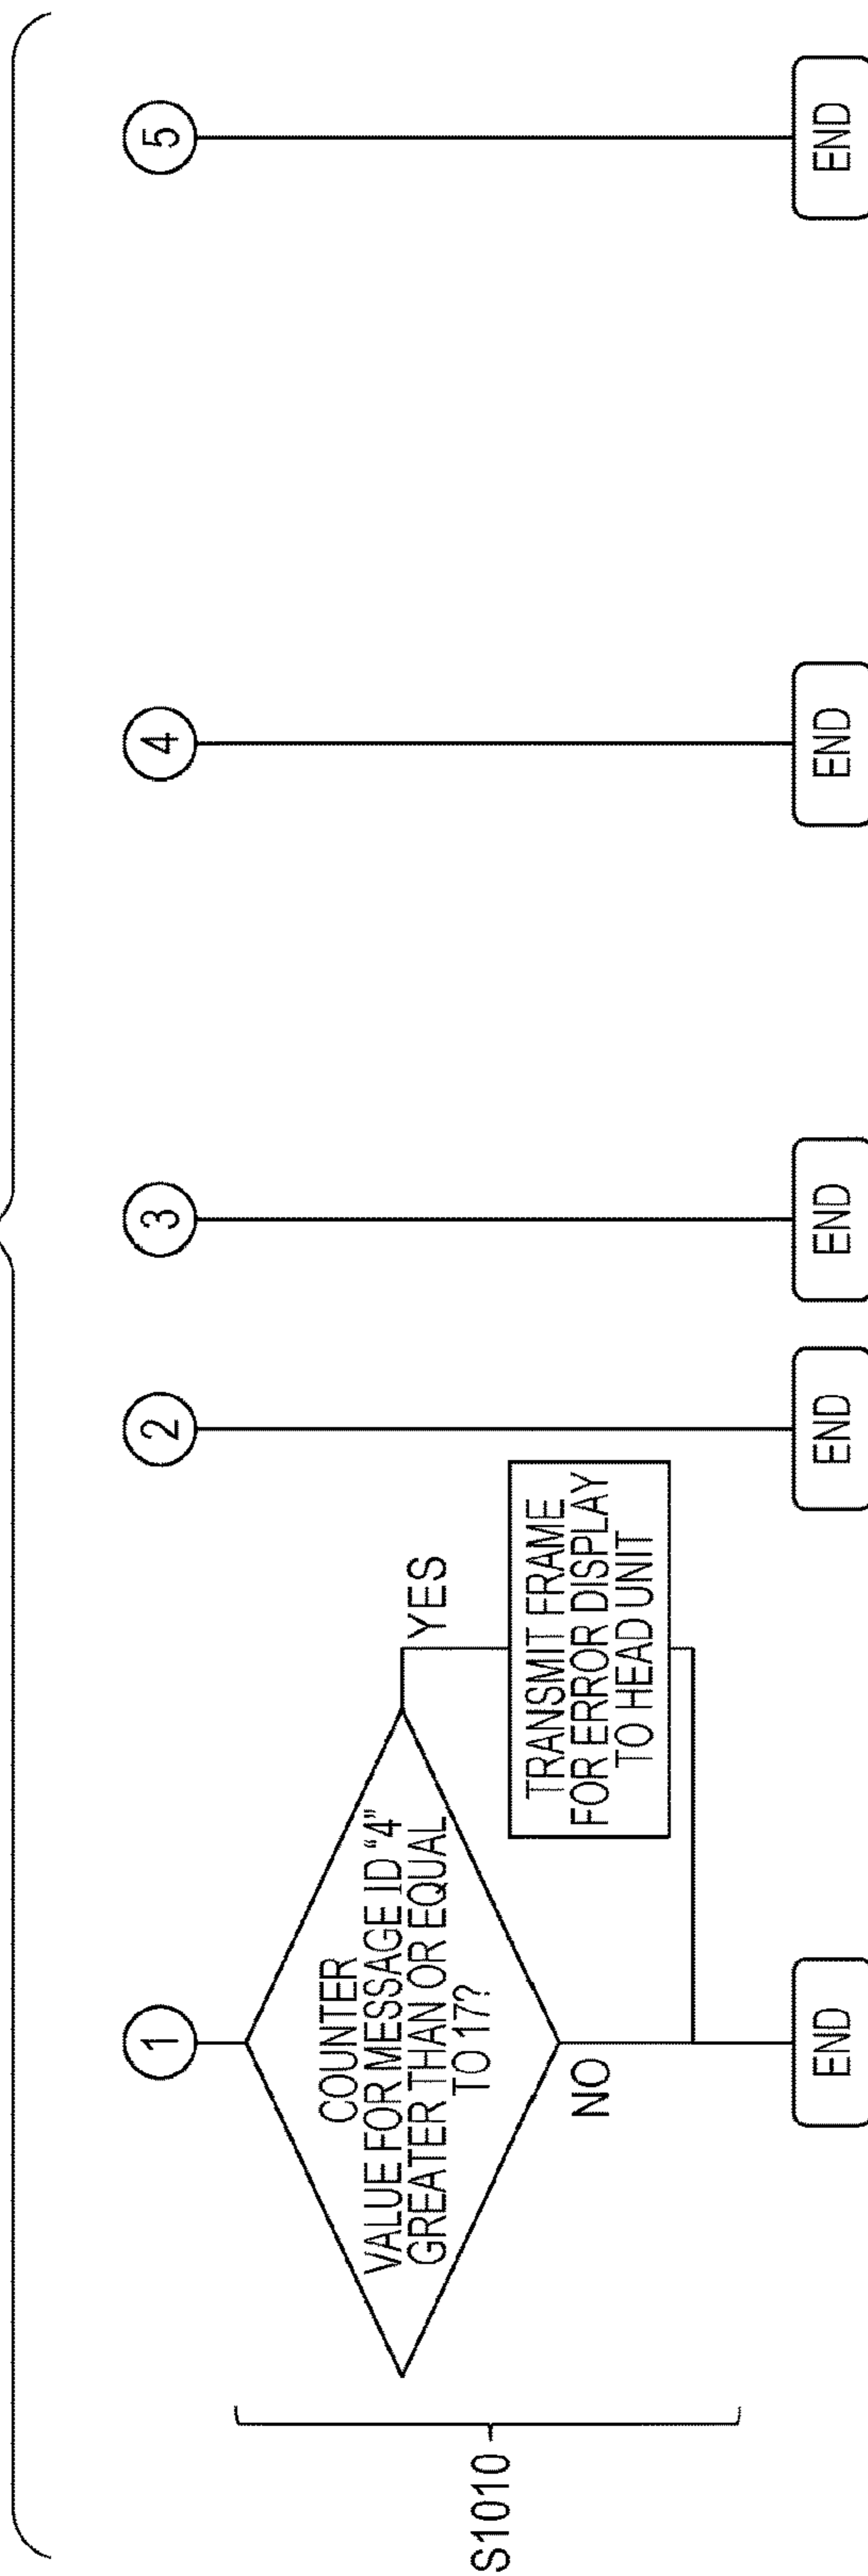 1
2
3
4
5
COUNTER
VALUE FOR MESSAGE ID “4”
GREATER THAN OR EQUAL
TO 17?
YES
NO
S1010
TRANSMIT FRAME
FOR ERROR DISPLAY
TO HEAD UNIT
END
END
END
END
END